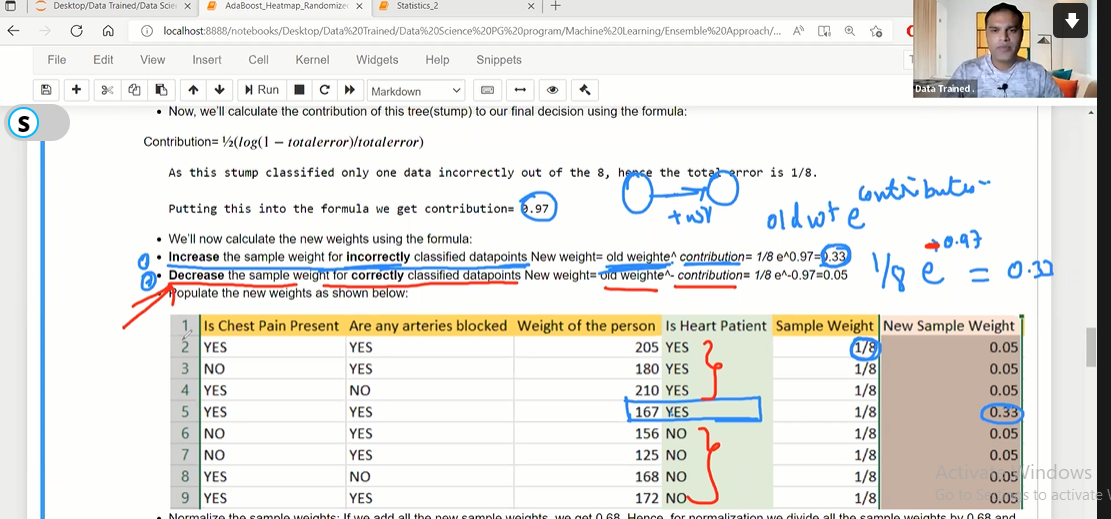 Desktop/Data Trained/Data Scien
AdaBoost_Heatmap_Randomize
Statistics_2
localhost:8888/notebooks/Desktop/Data%20Trained/Data%20Science%20PG%20program/Machine%20Learning/Ensemble%20Approach/...
File Edit View Insert Cell Kernel Widgets Help Snippets
Run Markdown
Data Trained .
S
• Now, we'll calculate the contribution of this tree(stump) to our final decision using the formula:
Contribution= ½(log(1 − totalerror)/totalerror)
As this stump classified only one data incorrectly out of the 8, hence the total error is 1/8.
Putting this into the formula we get contribution= 0.97
+wt
old wt e contribution
• We'll now calculate the new weights using the formula:
① • Increase the sample weight for incorrectly classified datapoints New weight= old weighte^ contribution= 1/8 e^0.97=0.33
② • Decrease the sample weight for correctly classified datapoints New weight= old weighte^- contribution= 1/8 e^-0.97=0.05
1/8 e 0.97 = 0.33
• Populate the new weights as shown below:
1 Is Chest Pain Present Are any arteries blocked Weight of the person Is Heart Patient Sample Weight New Sample Weight
2 YES YES 205 YES 1/8 0.05
3 NO YES 180 YES 1/8 0.05
4 YES NO 210 YES 1/8 0.05
5 YES YES 167 YES 1/8 0.33
6 NO YES 156 NO 1/8 0.05
7 NO YES 125 NO 1/8 0.05
8 YES NO 168 NO 1/8 0.05
9 YES YES 172 NO 1/8 0.05
Activate Windows
Go to Settings to activate
• Normalize the sample weights: If we add all the new sample weights, we get 0.68. Hence, for normalization we divide all the sample weights by 0.68 and